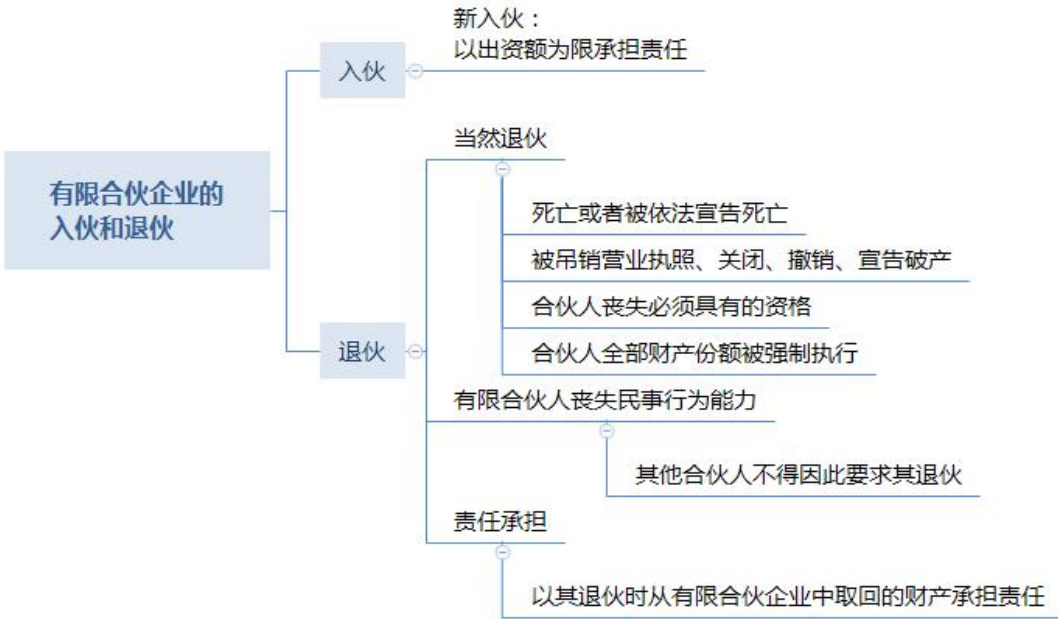 有限合伙企业的
入伙和退伙
入伙
新入伙：
以出资额为限承担责任
退伙
当然退伙
死亡或者被依法宣告死亡
被吊销营业执照、关闭、撤销、宣告破产
合伙人丧失必须具有的资格
合伙人全部财产份额被强制执行
有限合伙人丧失民事行为能力
其他合伙人不得因此要求其退伙
责任承担
以其退伙时从有限合伙企业中取回的财产承担责任